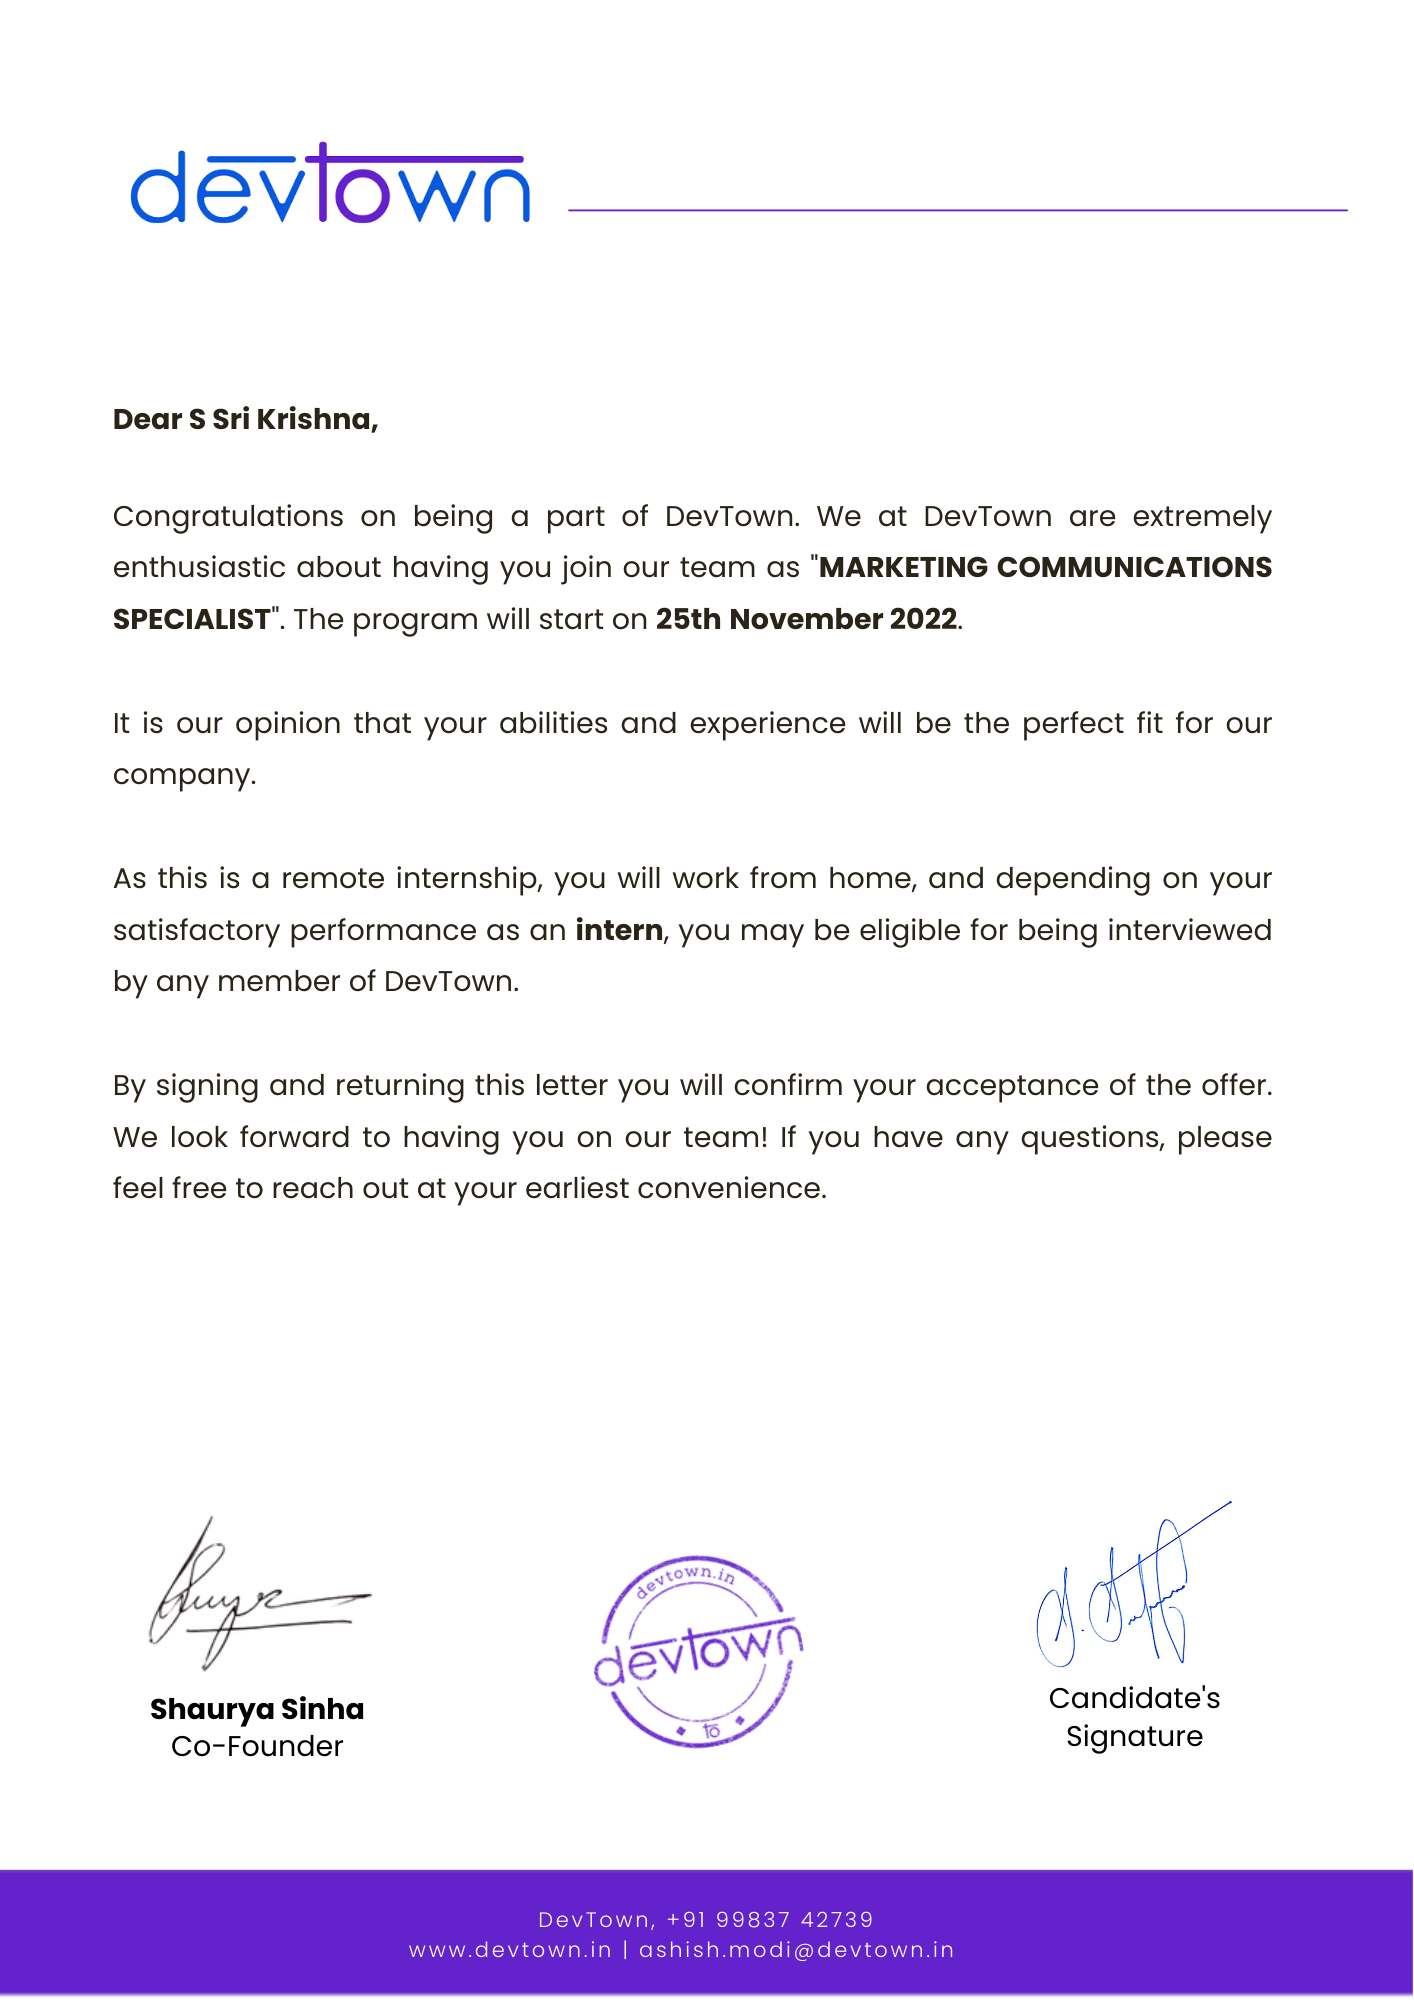 devtown
Dear S Sri Krishna,
Congratulations on being a part of DevTown. We at DevTown are extremely
enthusiastic about having you join our team as "MARKETING COMMUNICATIONS
SPECIALIST". The program will start on 25th November 2022.
It is our opinion that your abilities and experience will be the perfect fit for our
company.
As this is a remote internship, you will work from home, and depending on your
satisfactory performance as an intern, you may be eligible for being interviewed
by any member of DevTown.
By signing and returning this letter you will confirm your acceptance of the offer.
We look forward to having you on our team! If you have any questions, please
feel free to reach out at your earliest convenience.
Shaurya Sinha
Co-Founder
devtown.in
devtown
to
Candidate's
Signature
DevTown, +91 99837 42739
www.devtown.in | ashish.modi@devtown.in